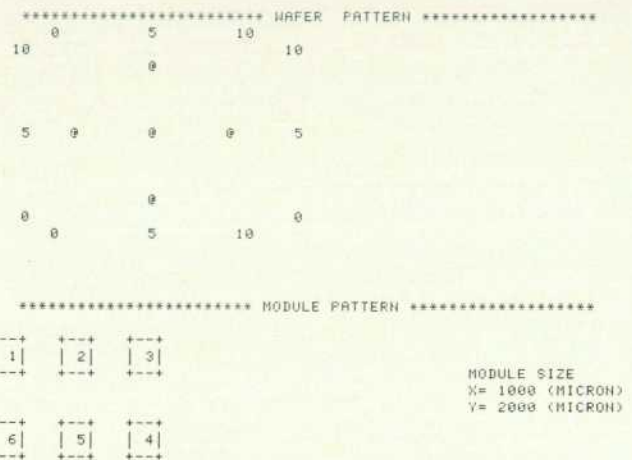 ************************* WAFER PATTERN ******************
0 5 10
10 10
@
5 @ @ @ 5
@
0 0
0 5 10
************************ MODULE PATTERN *******************
--+ +--+ +--+
1| | 2| | 3|
--+ +--+ +--+
MODULE SIZE
X= 1000 (MICRON)
Y= 2000 (MICRON)
--+ +--+ +--+
6| | 5| | 4|
--+ +--+ +--+